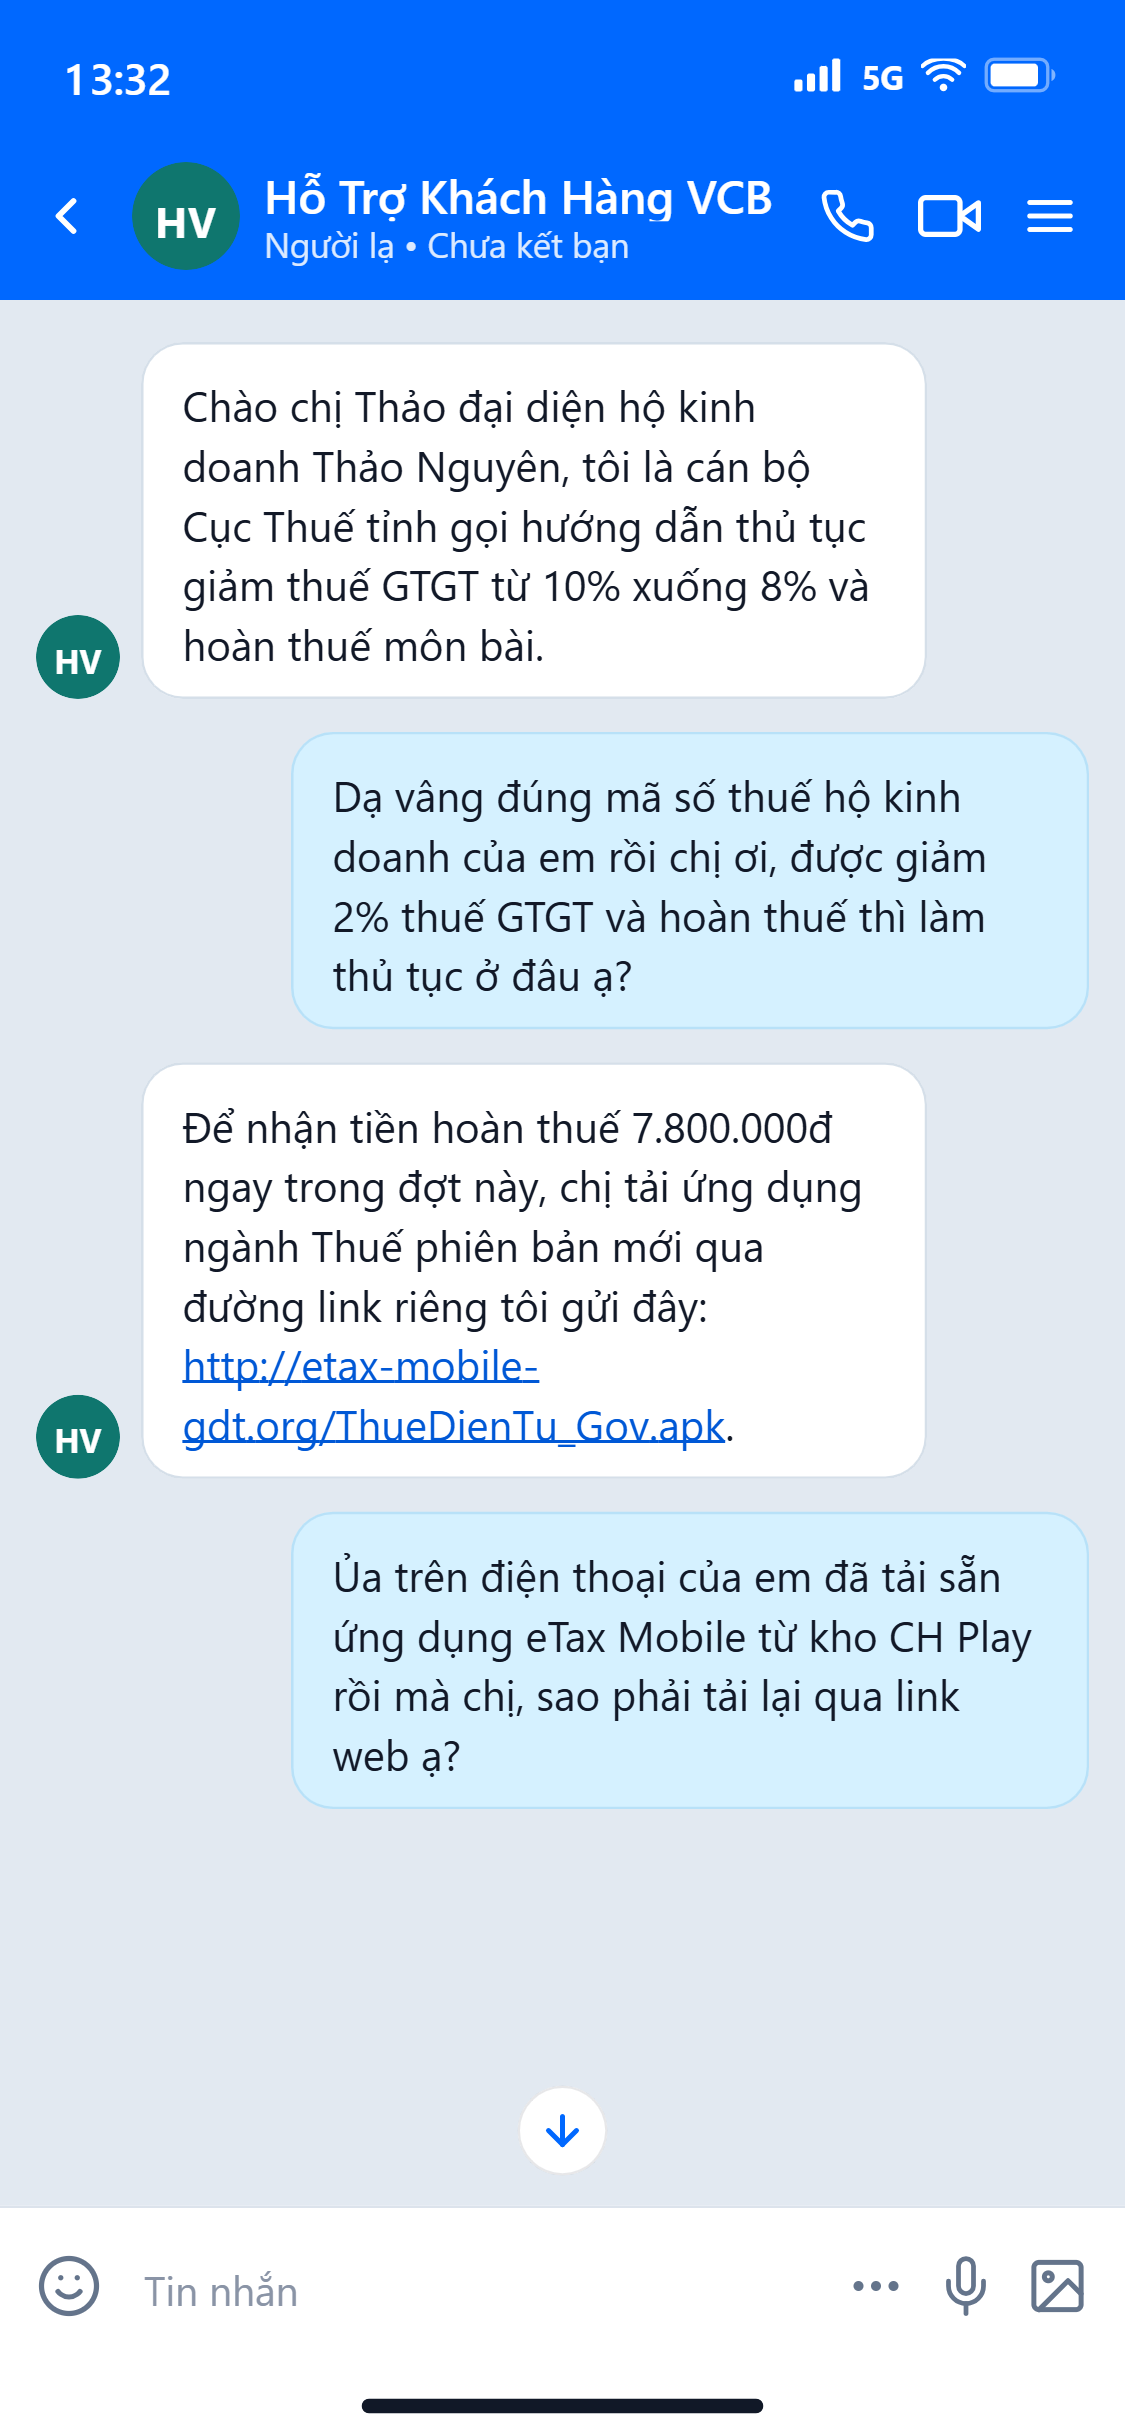 13:32
5G
HV
Hỗ Trợ Khách Hàng VCB
Người lạ • Chưa kết bạn
Chào chị Thảo đại diện hộ kinh
doanh Thảo Nguyên, tôi là cán bộ
Cục Thuế tỉnh gọi hướng dẫn thủ tục
giảm thuế GTGT từ 10% xuống 8% và
hoàn thuế môn bài.
HV
Dạ vâng đúng mã số thuế hộ kinh
doanh của em rồi chị ơi, được giảm
2% thuế GTGT và hoàn thuế thì làm
thủ tục ở đâu ạ?
Để nhận tiền hoàn thuế 7.800.000đ
ngay trong đợt này, chị tải ứng dụng
ngành Thuế phiên bản mới qua
đường link riêng tôi gửi đây:
http://etax-mobile-
gdt.org/ThueDienTu_Gov.apk.
HV
Ủa trên điện thoại của em đã tải sẵn
ứng dụng eTax Mobile từ kho CH Play
rồi mà chị, sao phải tải lại qua link
web ạ?
Tin nhắn